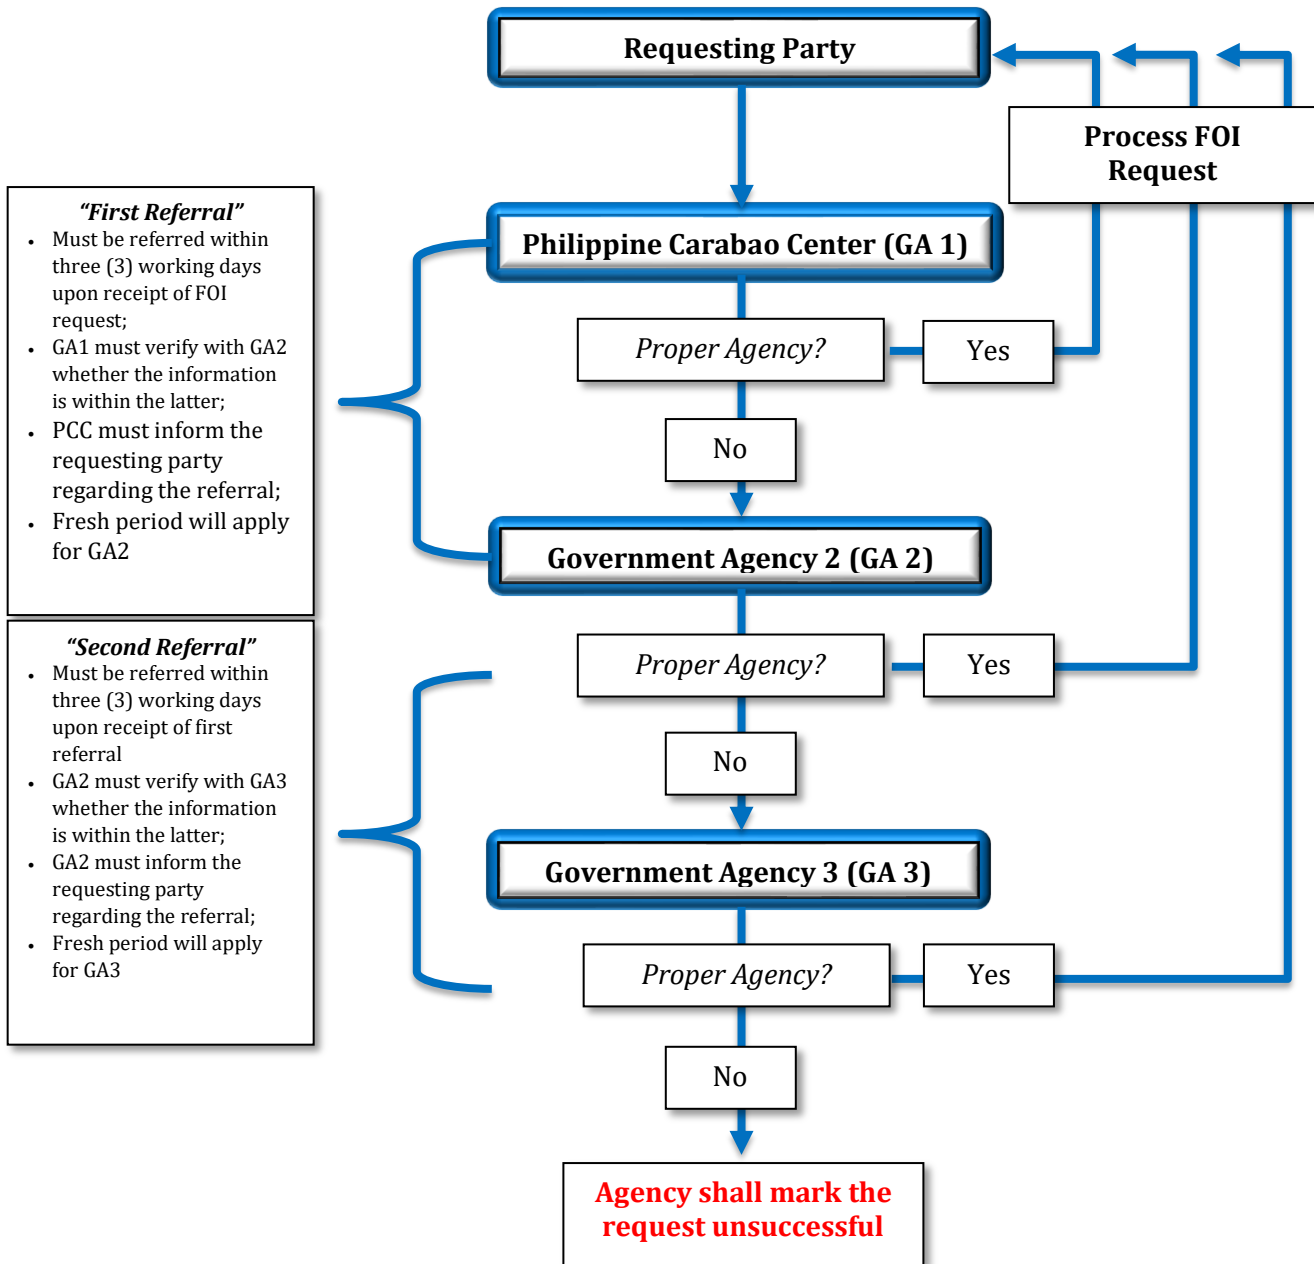 Requesting Party
Process FOI
Request
“First Referral”
• Must be referred within
three (3) working days
upon receipt of FOI
request;
• GA1 must verify with GA2
whether the information
is within the latter;
• PCC must inform the
requesting party
regarding the referral;
• Fresh period will apply
for GA2
Philippine Carabao Center (GA 1)
Proper Agency?
Yes
No
Government Agency 2 (GA 2)
“Second Referral”
• Must be referred within
three (3) working days
upon receipt of first
referral
• GA2 must verify with GA3
whether the information
is within the latter;
• GA2 must inform the
requesting party
regarding the referral;
• Fresh period will apply
for GA3
Proper Agency?
Yes
No
Government Agency 3 (GA 3)
Proper Agency?
Yes
No
Agency shall mark the
request unsuccessful